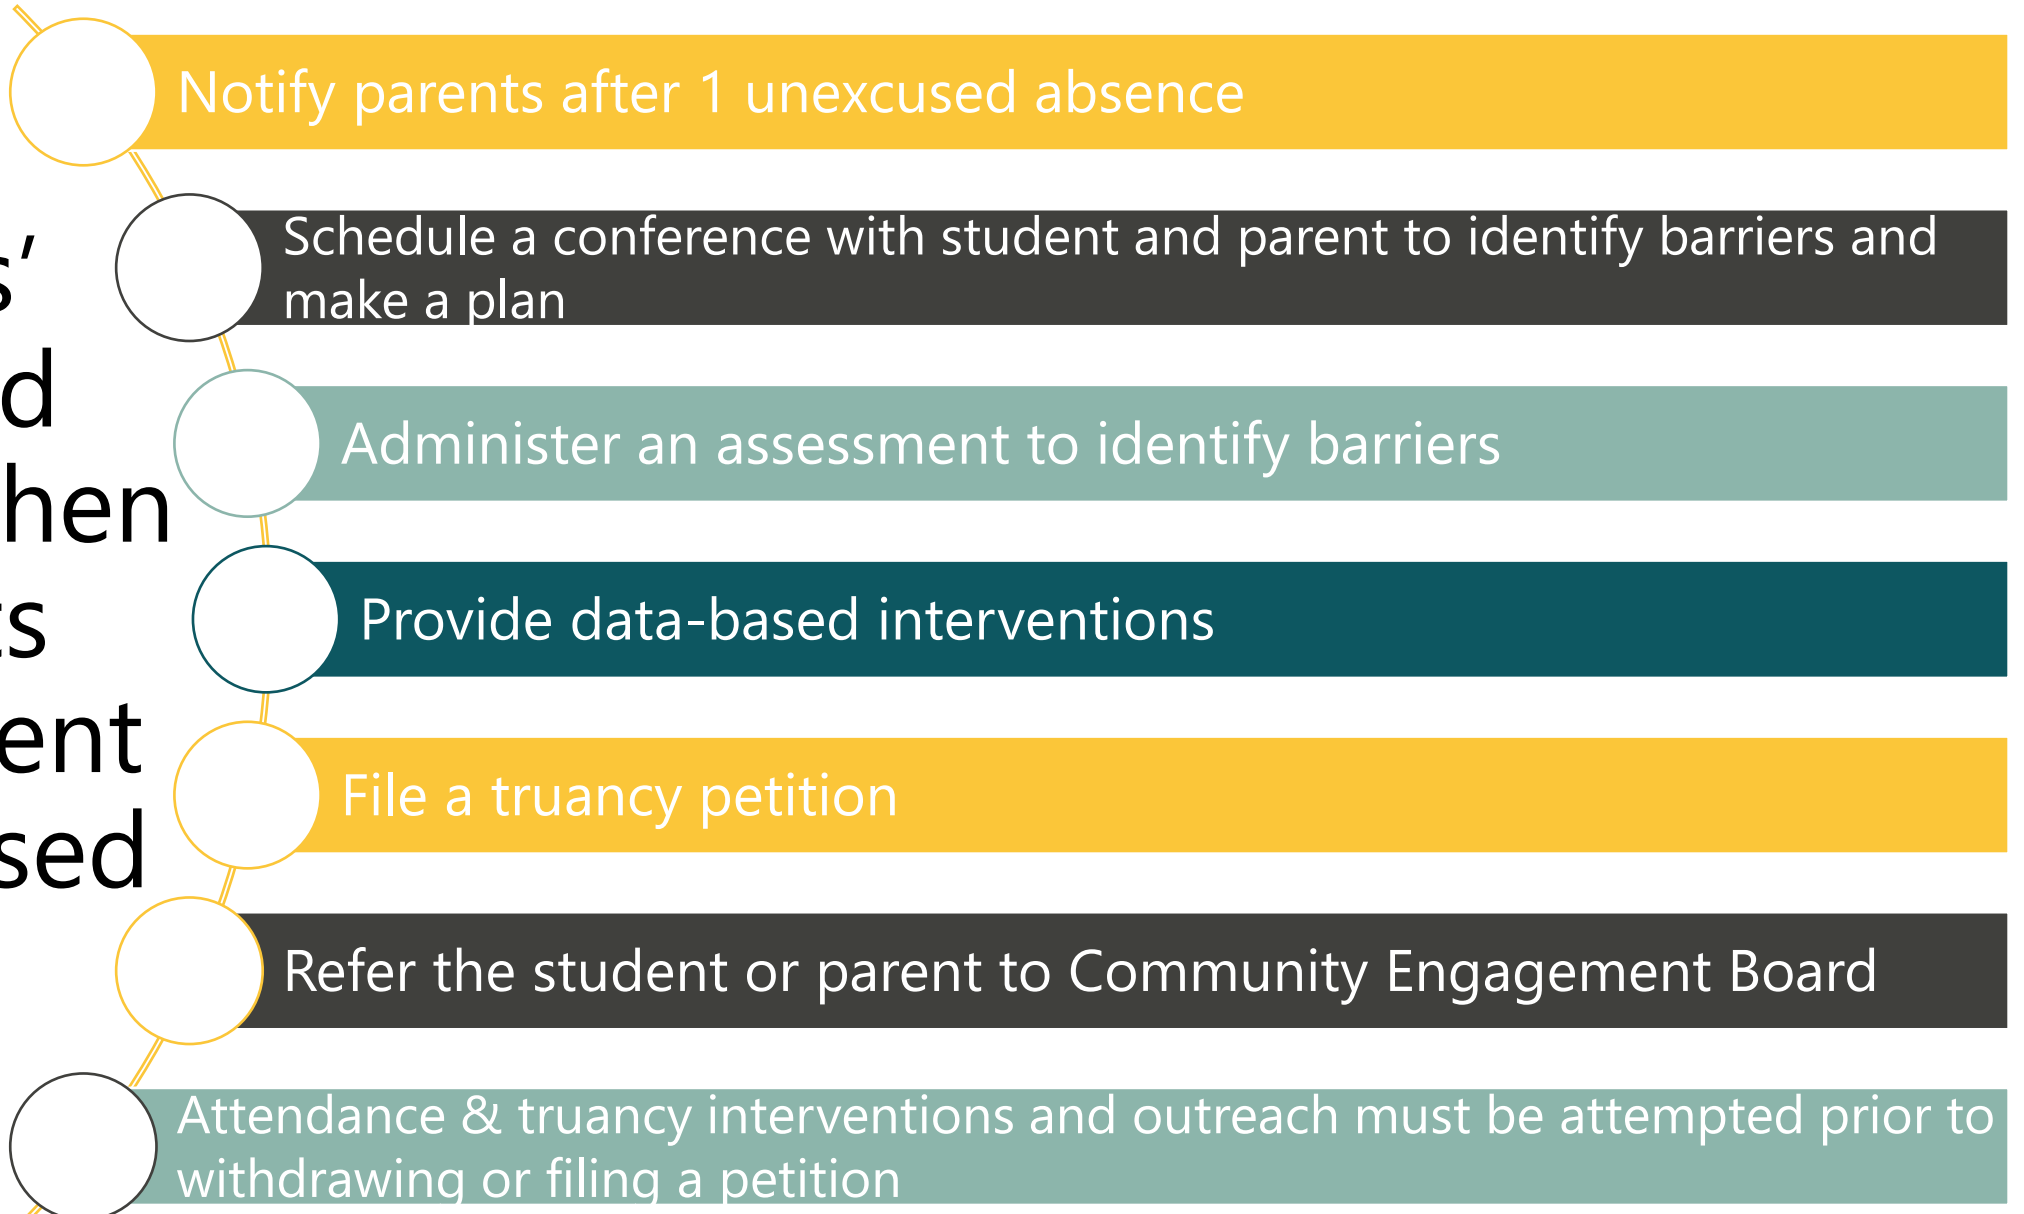 Notify parents after 1 unexcused absence
Schedule a conference with student and parent to identify barriers and
make a plan
Administer an assessment to identify barriers
Provide data-based interventions
File a truancy petition
Refer the student or parent to Community Engagement Board
Attendance & truancy interventions and outreach must be attempted prior to
withdrawing or filing a petition